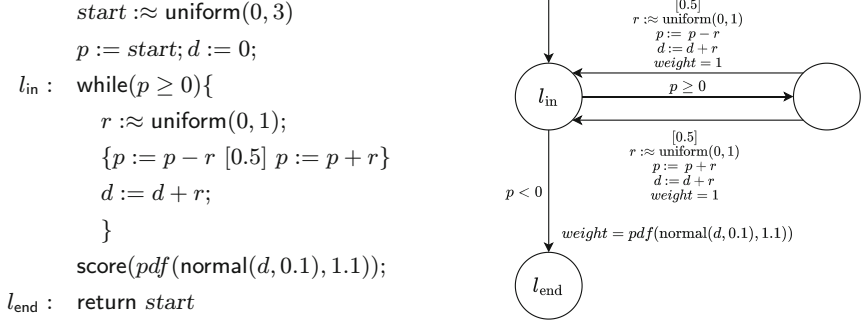 start :≈ uniform(0, 3)
p := start; d := 0;
l_in : while(p ≥ 0){
r :≈ uniform(0, 1);
{p := p − r [0.5] p := p + r}
d := d + r;
}
score(pdf(normal(d, 0.1), 1.1));
l_end : return start
[0.5]
r :≈ uniform(0, 1)
p := p − r
d := d + r
weight = 1
l_in
p ≥ 0
[0.5]
r :≈ uniform(0, 1)
p := p + r
d := d + r
weight = 1
p < 0
weight = pdf(normal(d, 0.1), 1.1))
l_end